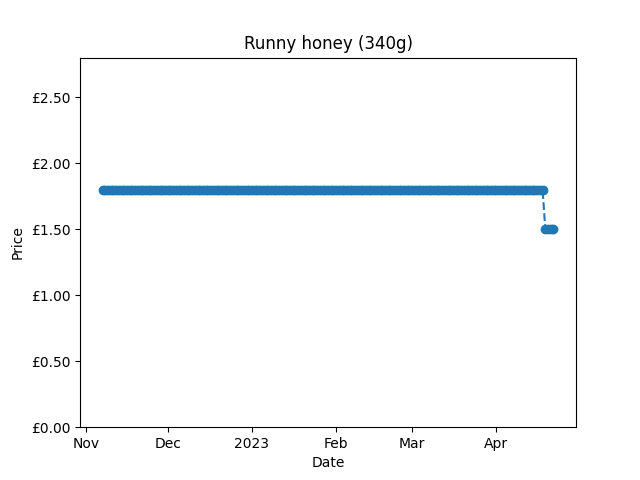 Runny honey (340g)
£2.50
£2.00
£1.50
£1.00
£0.50
£0.00
Price
Nov Dec 2023 Feb Mar Apr
Date